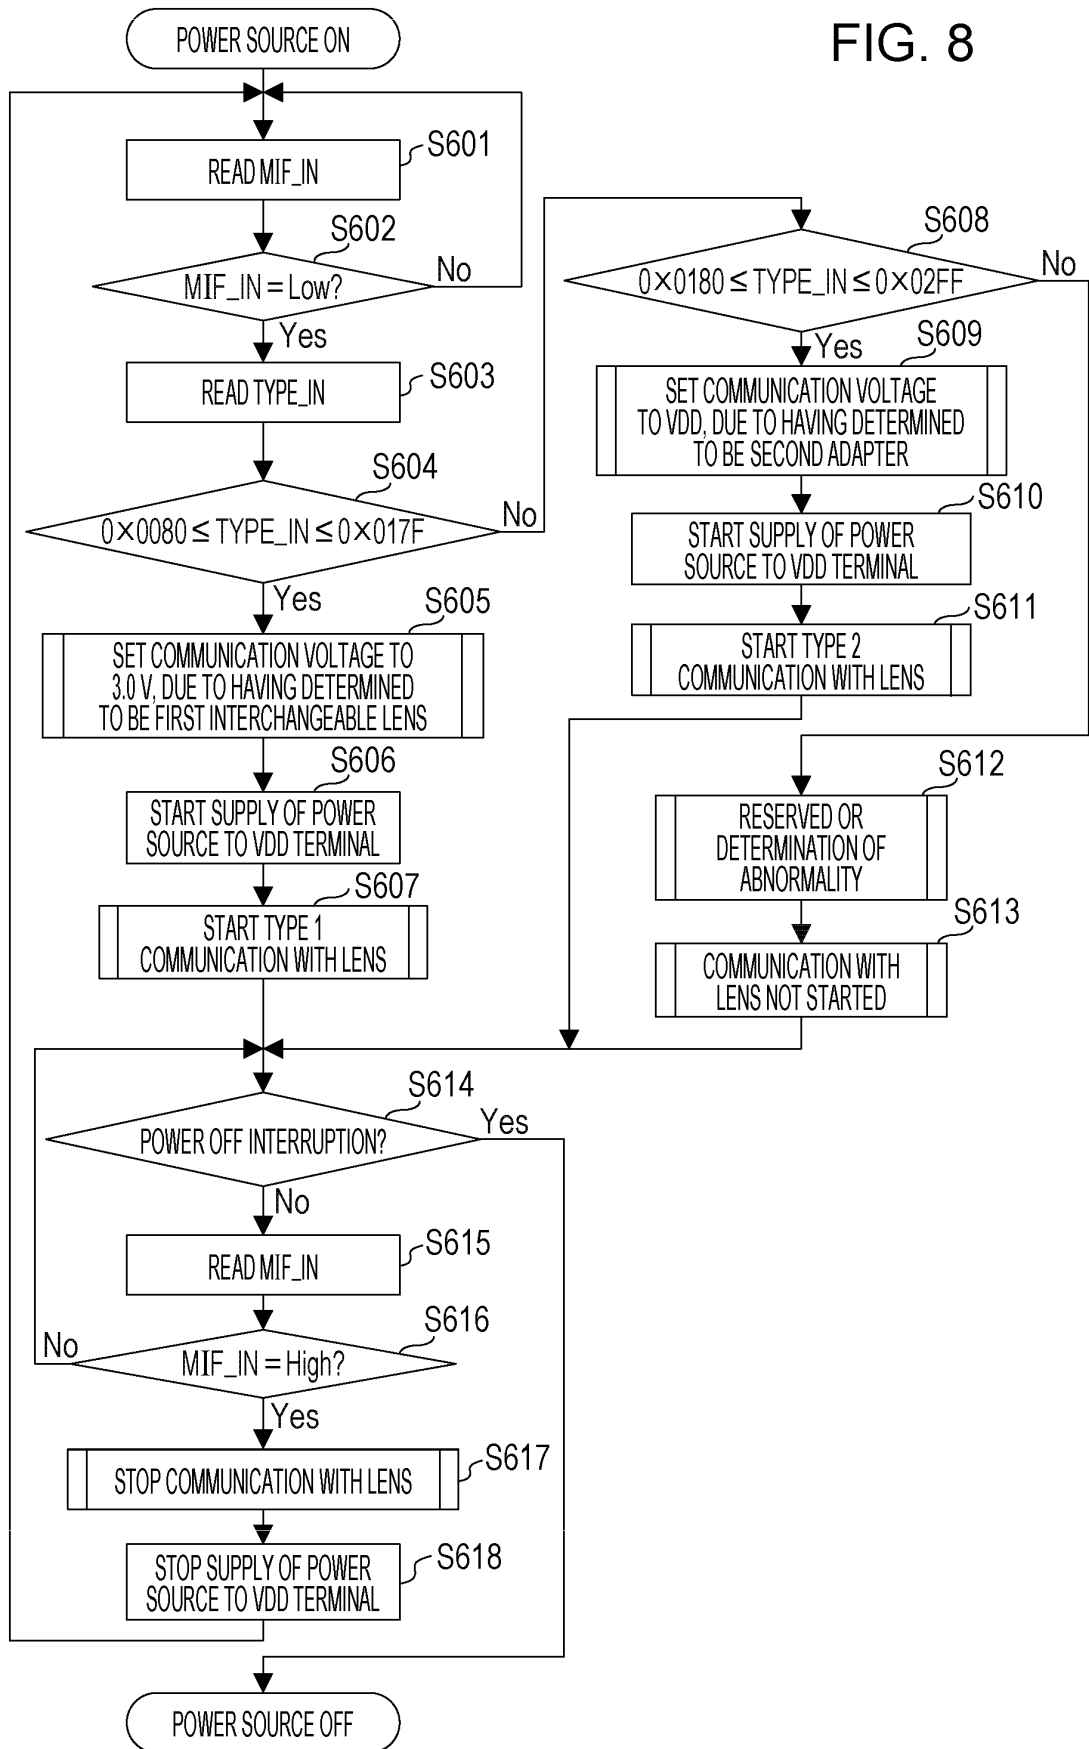 FIG. 8
POWER SOURCE ON
S601
READ MIF_IN
S602
MIF_IN = Low?
No
Yes
S603
READ TYPE_IN
S604
0×0080 ≤ TYPE_IN ≤ 0×017F
No
Yes
S605
SET COMMUNICATION VOLTAGE TO
3.0 V, DUE TO HAVING DETERMINED
TO BE FIRST INTERCHANGEABLE LENS
S606
START SUPPLY OF POWER
SOURCE TO VDD TERMINAL
S607
START TYPE 1
COMMUNICATION WITH LENS
S608
0×0180 ≤ TYPE_IN ≤ 0×02FF
No
Yes
S609
SET COMMUNICATION VOLTAGE
TO VDD, DUE TO HAVING DETERMINED
TO BE SECOND ADAPTER
S610
START SUPPLY OF POWER
SOURCE TO VDD TERMINAL
S611
START TYPE 2
COMMUNICATION WITH LENS
S612
RESERVED OR
DETERMINATION OF
ABNORMALITY
S613
COMMUNICATION WITH
LENS NOT STARTED
S614
POWER OFF INTERRUPTION?
Yes
No
S615
READ MIF_IN
S616
MIF_IN = High?
No
Yes
S617
STOP COMMUNICATION WITH LENS
S618
STOP SUPPLY OF POWER
SOURCE TO VDD TERMINAL
POWER SOURCE OFF